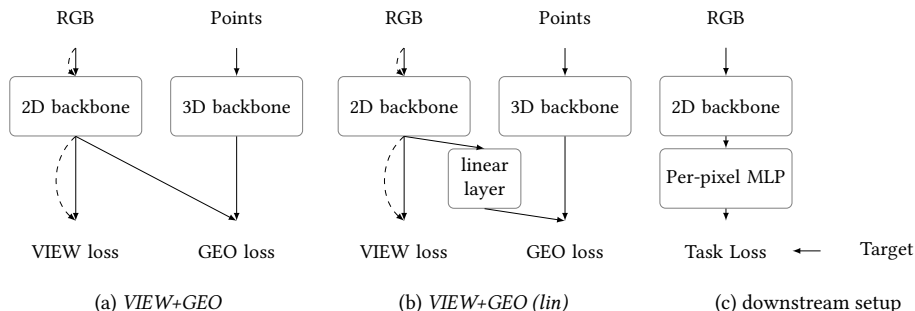 RGB Points RGB Points RGB
2D backbone 3D backbone 2D backbone 3D backbone 2D backbone
linear
layer
Per-pixel MLP
VIEW loss GEO loss VIEW loss GEO loss Task Loss Target
(a) VIEW+GEO (b) VIEW+GEO (lin) (c) downstream setup